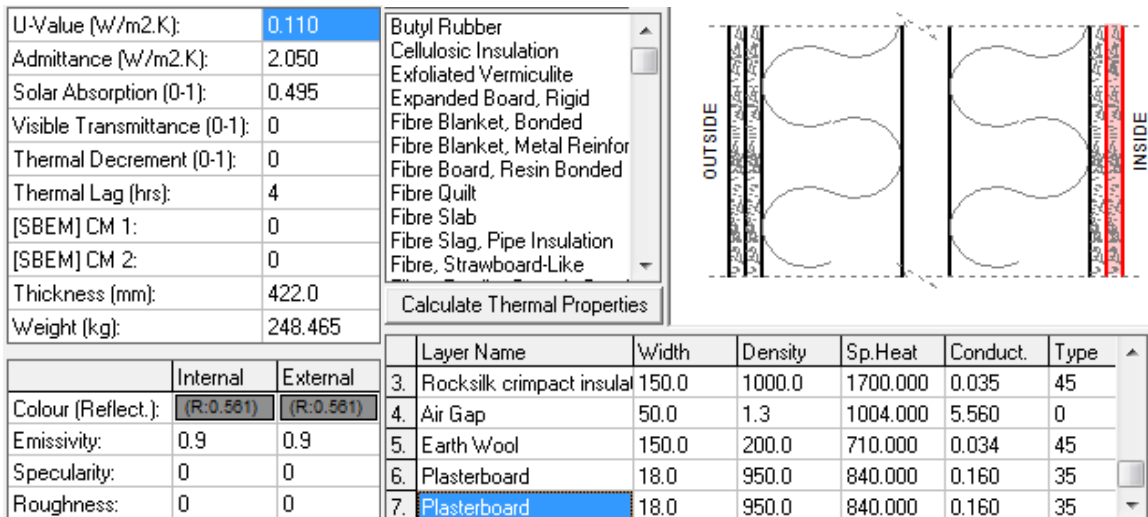 U-Value (W/m2.K): 0.110
Admittance (W/m2.K): 2.050
Solar Absorption (0-1): 0.495
Visible Transmittance (0-1): 0
Thermal Decrement (0-1): 0
Thermal Lag (hrs): 4
[SBEM] CM 1: 0
[SBEM] CM 2: 0
Thickness (mm): 422.0
Weight (kg): 248.465
Internal External
Colour (Reflect.): (R:0.561) (R:0.561)
Emissivity: 0.9 0.9
Specularity: 0 0
Roughness: 0 0
Butyl Rubber
Cellulosic Insulation
Exfoliated Vermiculite
Expanded Board, Rigid
Fibre Blanket, Bonded
Fibre Blanket, Metal Reinfor
Fibre Board, Resin Bonded
Fibre Quilt
Fibre Slab
Fibre Slag, Pipe Insulation
Fibre, Strawboard-Like
Calculate Thermal Properties
OUTSIDE
INSIDE
Layer Name Width Density Sp.Heat Conduct. Type
3. Rocksilk crimpact insulat 150.0 1000.0 1700.000 0.035 45
4. Air Gap 50.0 1.3 1004.000 5.560 0
5. Earth Wool 150.0 200.0 710.000 0.034 45
6. Plasterboard 18.0 950.0 840.000 0.160 35
7. Plasterboard 18.0 950.0 840.000 0.160 35